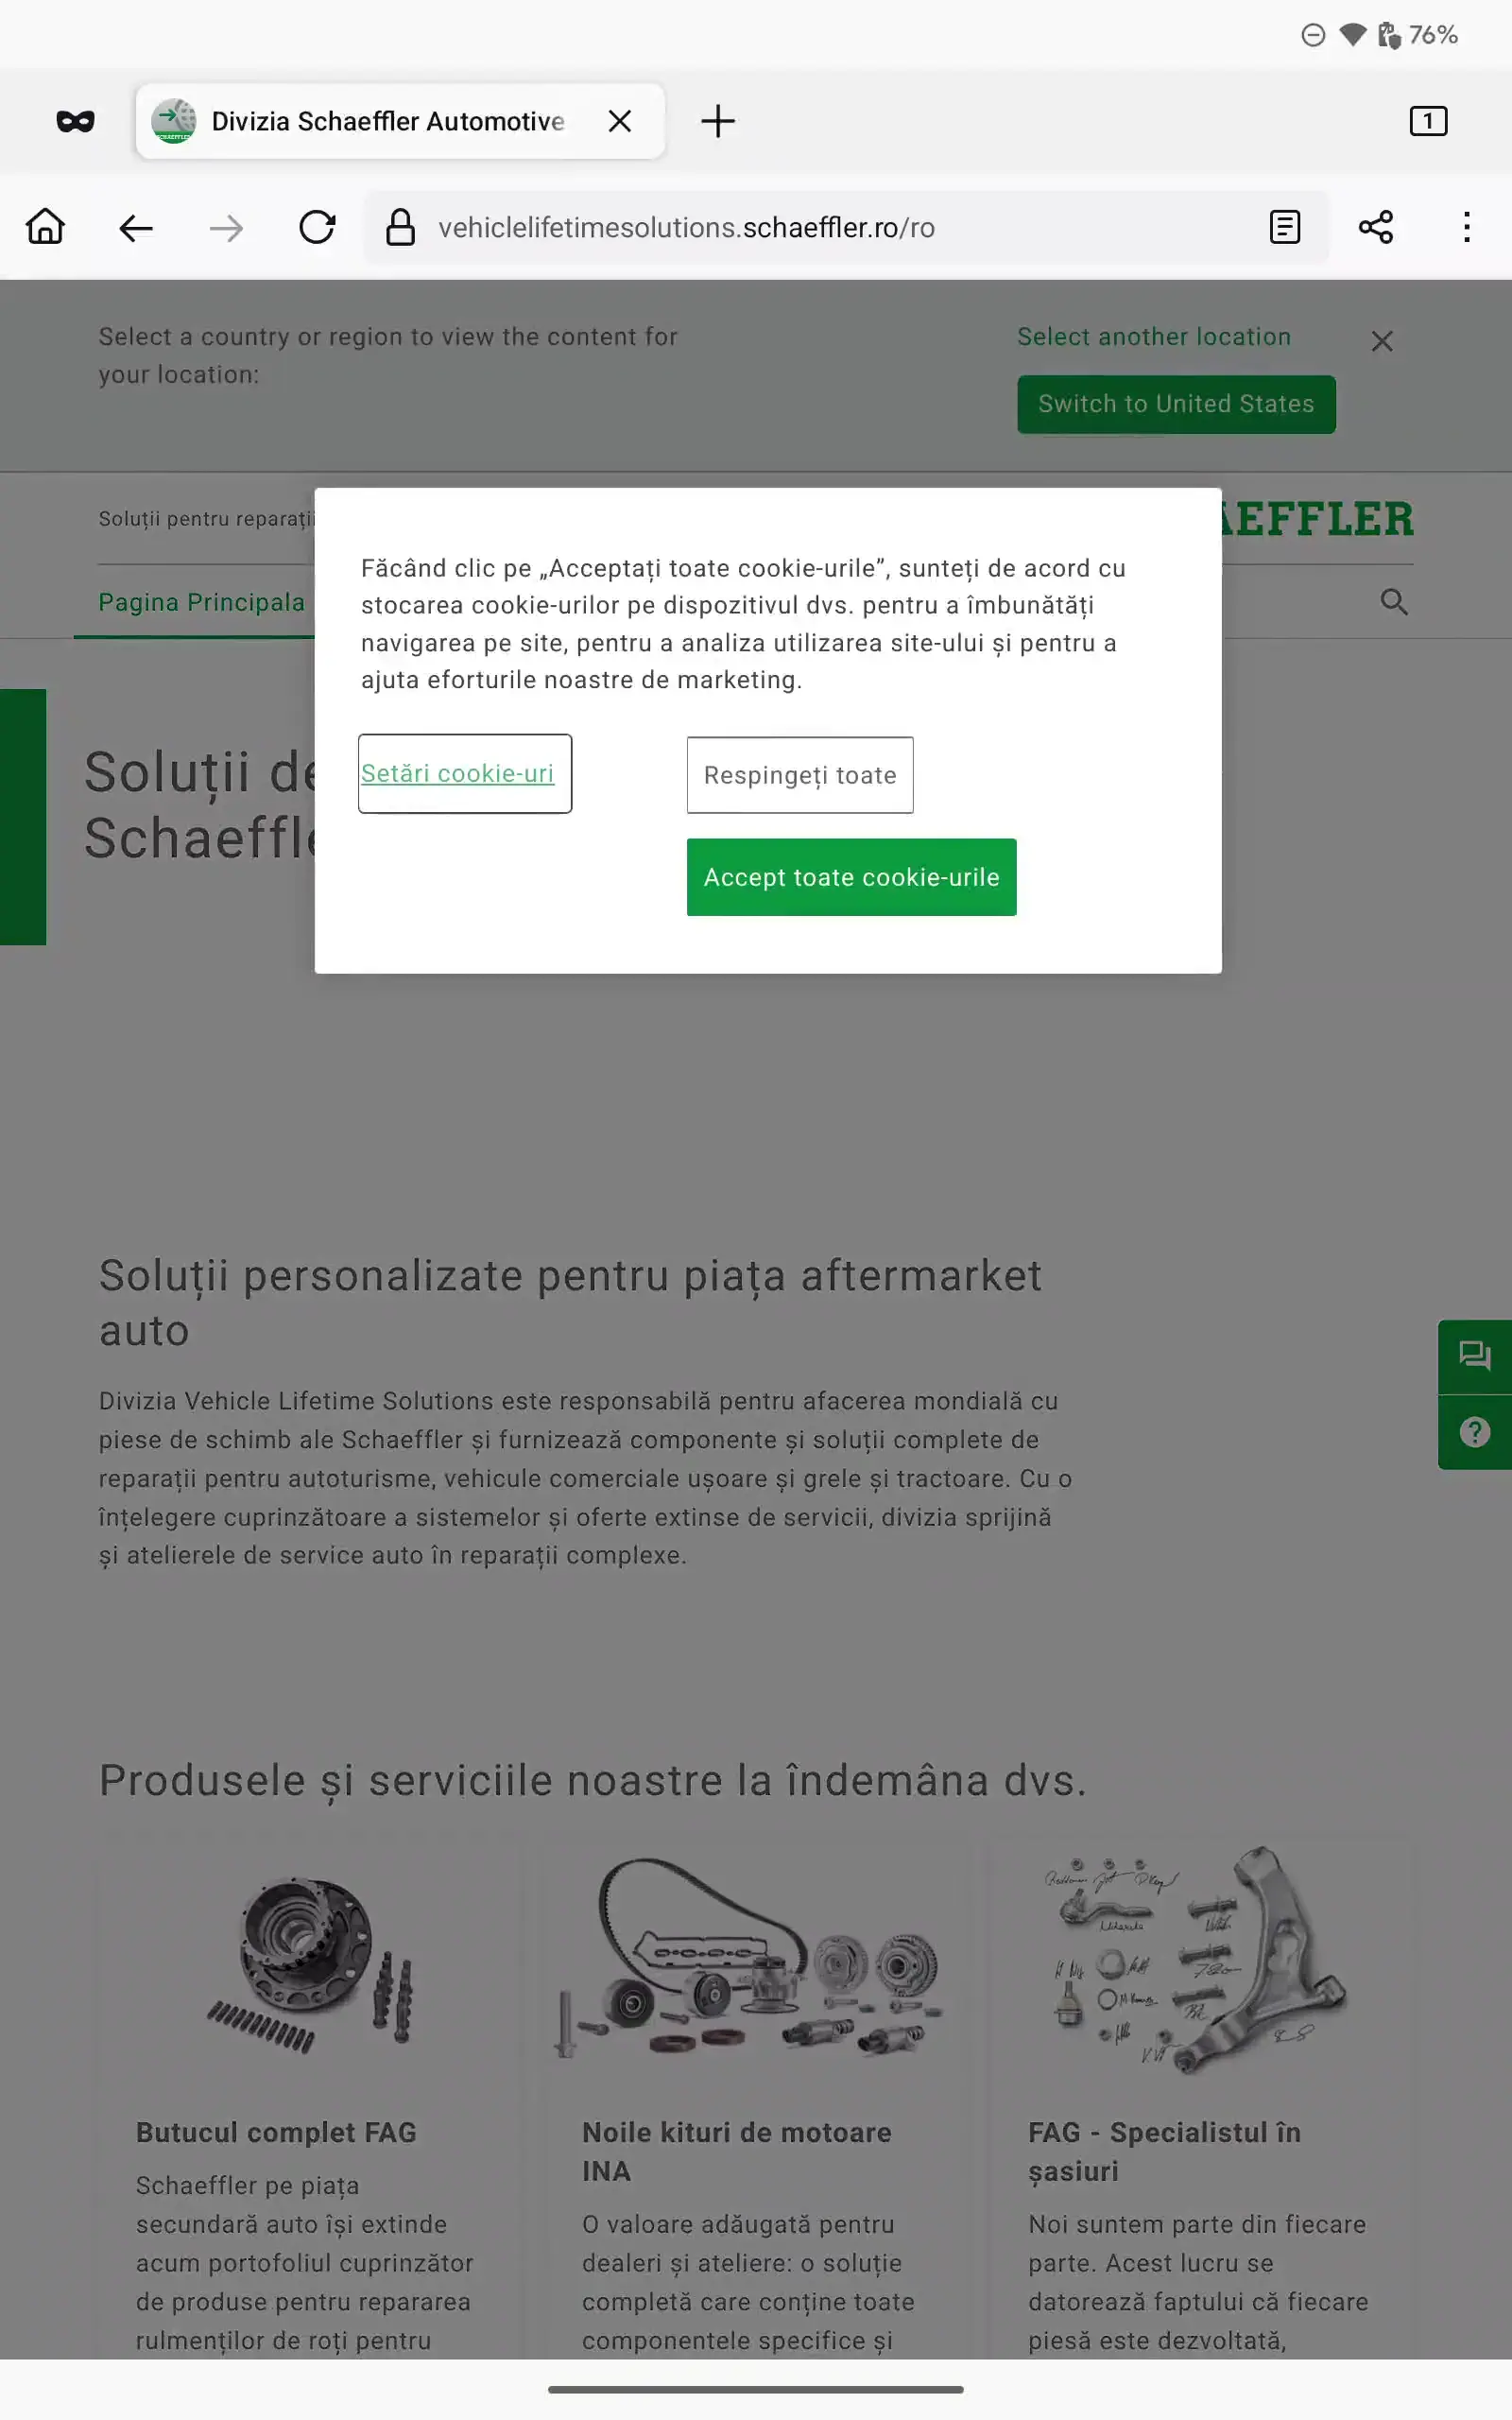 76%
Divizia Schaeffler Automotive
1
vehiclelifetimesolutions.schaeffler.ro/ro
Select a country or region to view the content for
your location:
Select another location
Switch to United States
Soluții pentru reparații
AEFFLER
Pagina Principala
Făcând clic pe „Acceptați toate cookie-urile”, sunteți de acord cu
stocarea cookie-urilor pe dispozitivul dvs. pentru a îmbunătăți
navigarea pe site, pentru a analiza utilizarea site-ului și pentru a
ajuta eforturile noastre de marketing.
Setări cookie-uri
Respingeți toate
Accept toate cookie-urile
Soluții de
Schaeffle
Soluții personalizate pentru piața aftermarket
auto
Divizia Vehicle Lifetime Solutions este responsabilă pentru afacerea mondială cu
piese de schimb ale Schaeffler și furnizează componente și soluții complete de
reparații pentru autoturisme, vehicule comerciale ușoare și grele și tractoare. Cu o
înțelegere cuprinzătoare a sistemelor și oferte extinse de servicii, divizia sprijină
și atelierele de service auto în reparații complexe.
Produsele și serviciile noastre la îndemâna dvs.
Butucul complet FAG
Schaeffler pe piața
secundară auto își extinde
acum portofoliul cuprinzător
de produse pentru repararea
rulmenților de roți pentru
Noile kituri de motoare
INA
O valoare adăugată pentru
dealeri și ateliere: o soluție
completă care conține toate
componentele specifice și
FAG - Specialistul în
șasiuri
Noi suntem parte din fiecare
parte. Acest lucru se
datorează faptului că fiecare
piesă este dezvoltată,